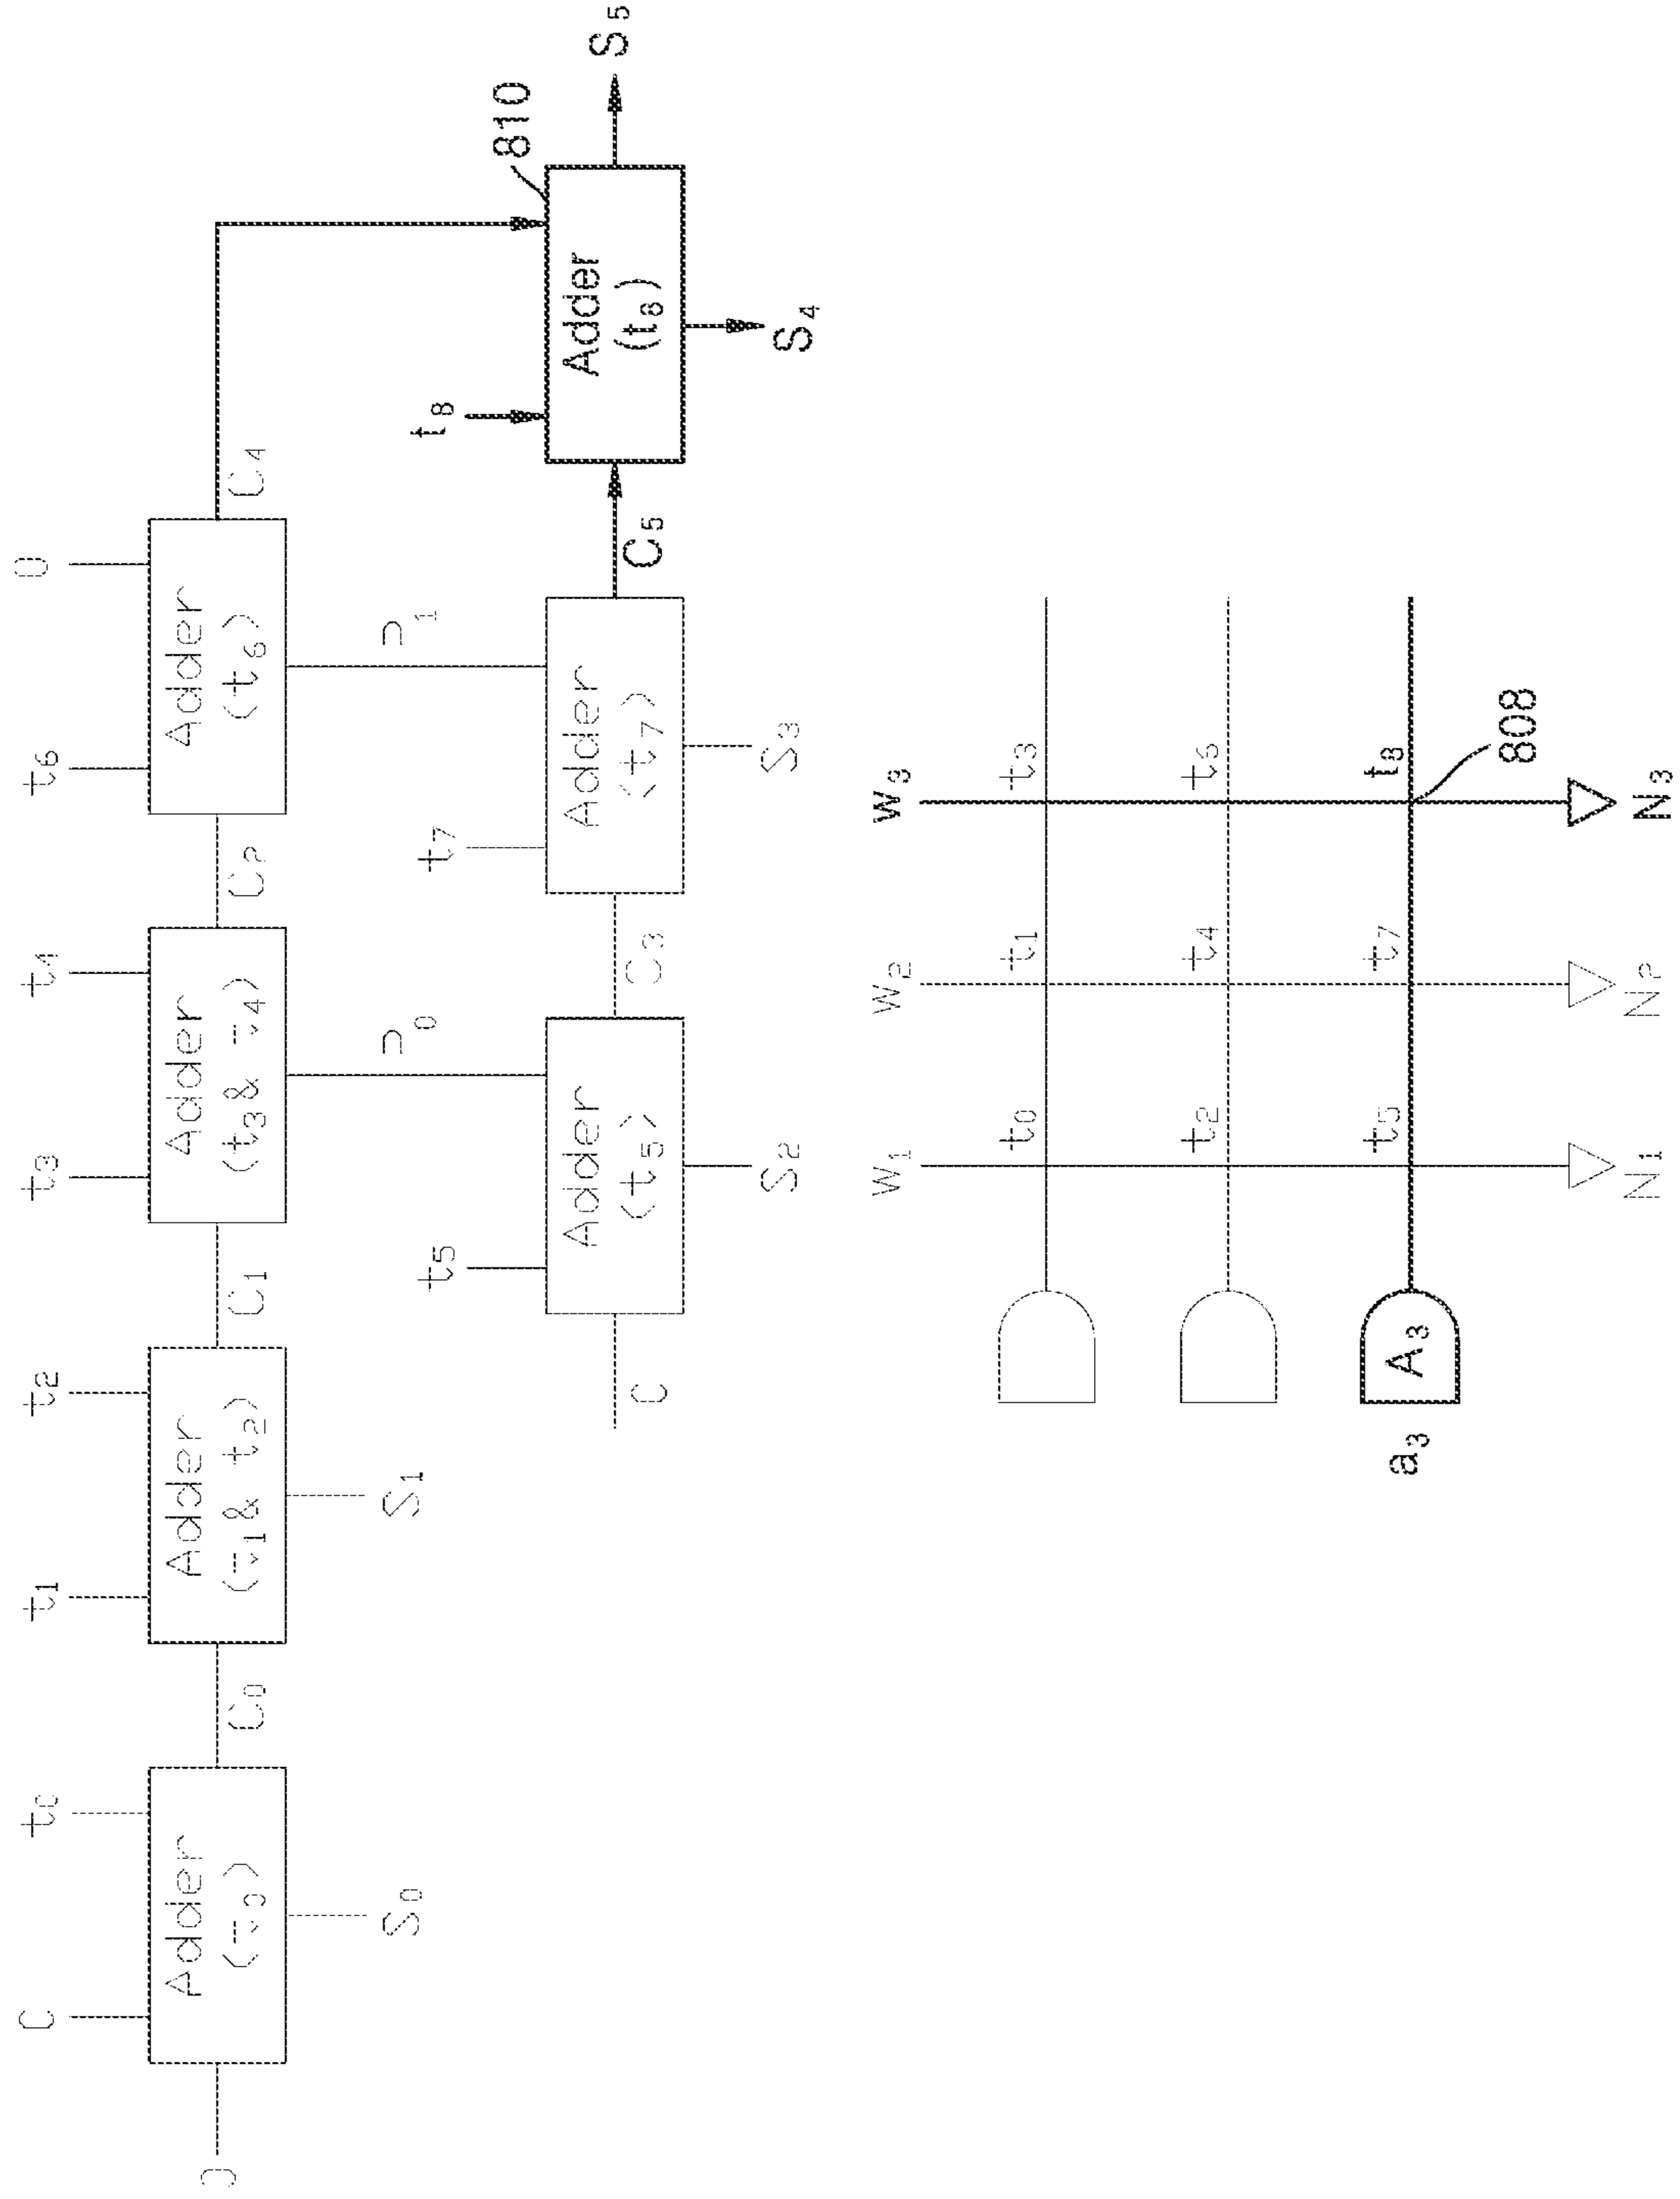 0 t₀ t₁ t₂ t₃ t₄ t₆ 0
0
Adder
(t₀)
C₀
Adder
(t₁& t₂)
C₁
Adder
(t₃& t₄)
C₂
Adder
(t₆)
C₄
S₀
S₁
t₅
t₇
t₈
810
0
Adder
(t₅)
C₃
Adder
(t₇)
C₅
Adder
(t₈)
S₅
S₂
S₃
S₄
W₁ W₂ W₃
t₀ t₁ t₃
t₂ t₄ t₆
a₃ A₃ t₅ t₇ t₈
808
N₁ N₂ N₃